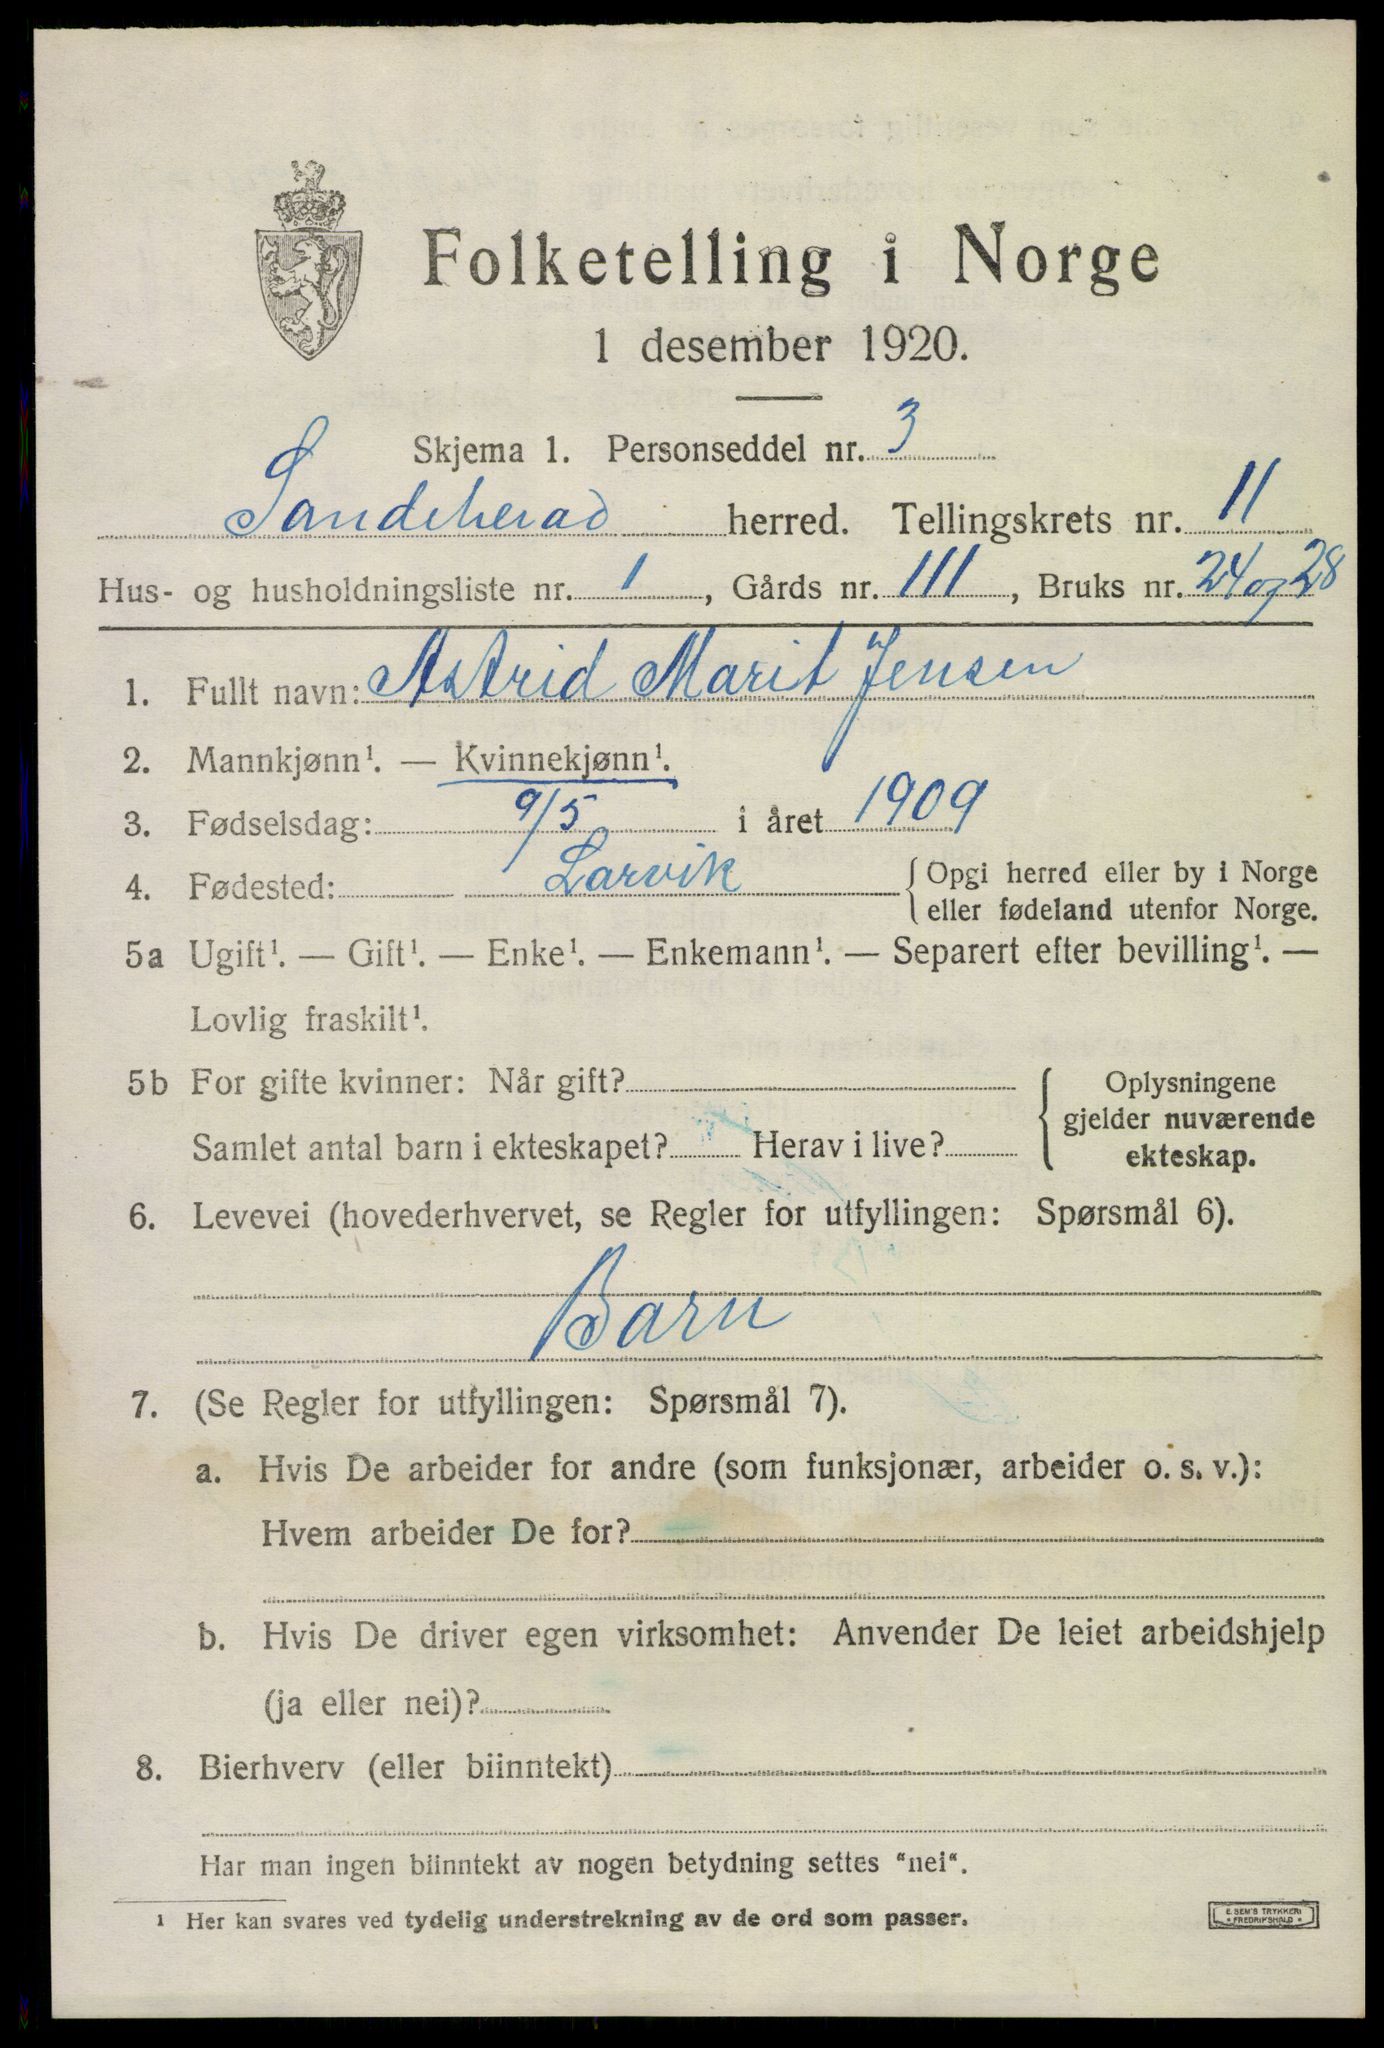 Folketelling i Norge
1 desember 1920.
Skjema 1. Personseddel nr. 3
Sandeherad herred. Tellingskrets nr. 11
Hus- og husholdningsliste nr. 1, Gårds nr. 111, Bruks nr. 24 og 28
1. Fullt navn: Astrid Marit Jensen
2. Mannkjønn¹. — Kvinnekjønn¹.
3. Fødselsdag: 9/5 i året 1909
4. Fødested: Larvik { Opgi herred eller by i Norge
eller fødeland utenfor Norge.
5a Ugift¹. — Gift¹. — Enke¹. — Enkemann¹. — Separert efter bevilling¹. —
Lovlig fraskilt¹.
5b For gifte kvinner: Når gift?
Samlet antal barn i ekteskapet? Herav i live?
{ Oplysningene
gjelder nuværende
ekteskap.
6. Levevei (hovederhvervet, se Regler for utfyllingen: Spørsmål 6).
Barn
7. (Se Regler for utfyllingen: Spørsmål 7).
a. Hvis De arbeider for andre (som funksjonær, arbeider o. s. v.):
Hvem arbeider De for?
b. Hvis De driver egen virksomhet: Anvender De leiet arbeidshjelp
(ja eller nei)?
8. Bierhverv (eller biinntekt)
Har man ingen biinntekt av nogen betydning settes "nei".
¹ Her kan svares ved tydelig understrekning av de ord som passer.
E. SEM'S TRYKKERI
* FREDRIKSHALD *